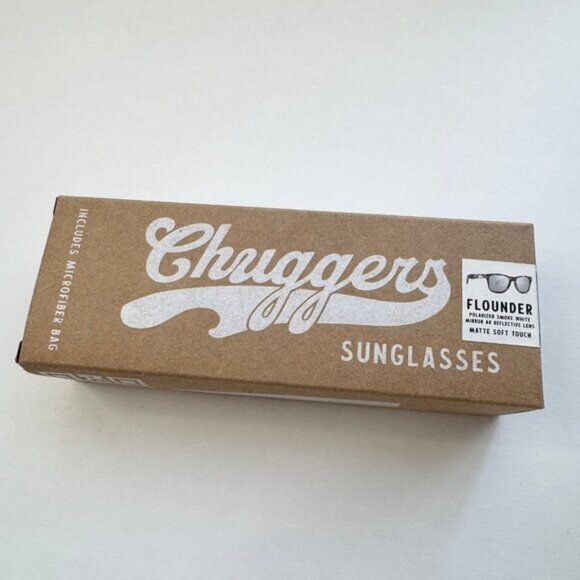 INCLUDES MICROFIBER BAG
Chuggers
SUNGLASSES
FLOUNDER
POLARIZED SMOKE WHITE
MIRROR AR REFLECTIVE LENS
MATTE SOFT TOUCH